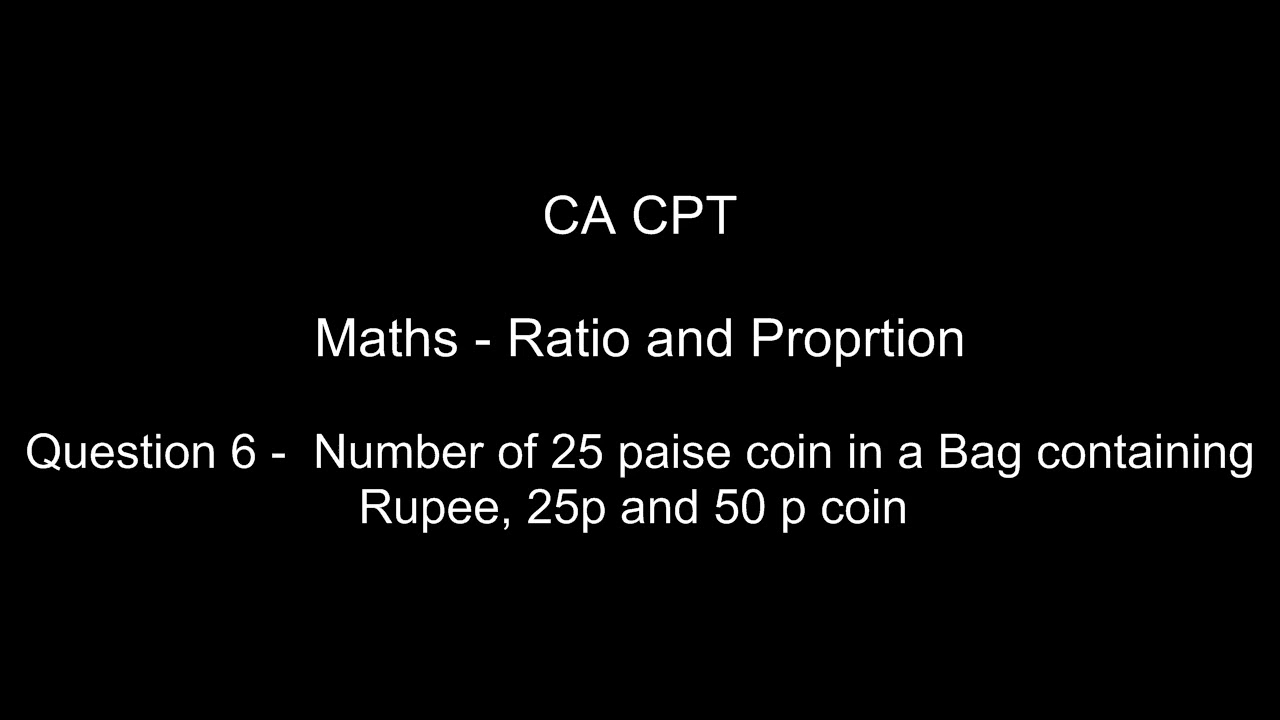 CA CPT
Maths - Ratio and Proprtion
Question 6 -  Number of 25 paise coin in a Bag containing
Rupee, 25p and 50 p coin